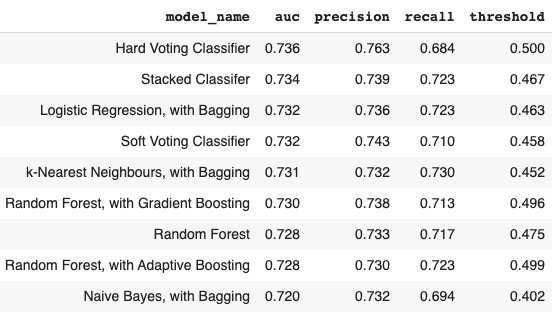 model_name auc precision recall threshold
Hard Voting Classifier 0.736 0.763 0.684 0.500
Stacked Classifer 0.734 0.739 0.723 0.467
Logistic Regression, with Bagging 0.732 0.736 0.723 0.463
Soft Voting Classifier 0.732 0.743 0.710 0.458
k-Nearest Neighbours, with Bagging 0.731 0.732 0.730 0.452
Random Forest, with Gradient Boosting 0.730 0.738 0.713 0.496
Random Forest 0.728 0.733 0.717 0.475
Random Forest, with Adaptive Boosting 0.728 0.730 0.723 0.499
Naive Bayes, with Bagging 0.720 0.732 0.694 0.402